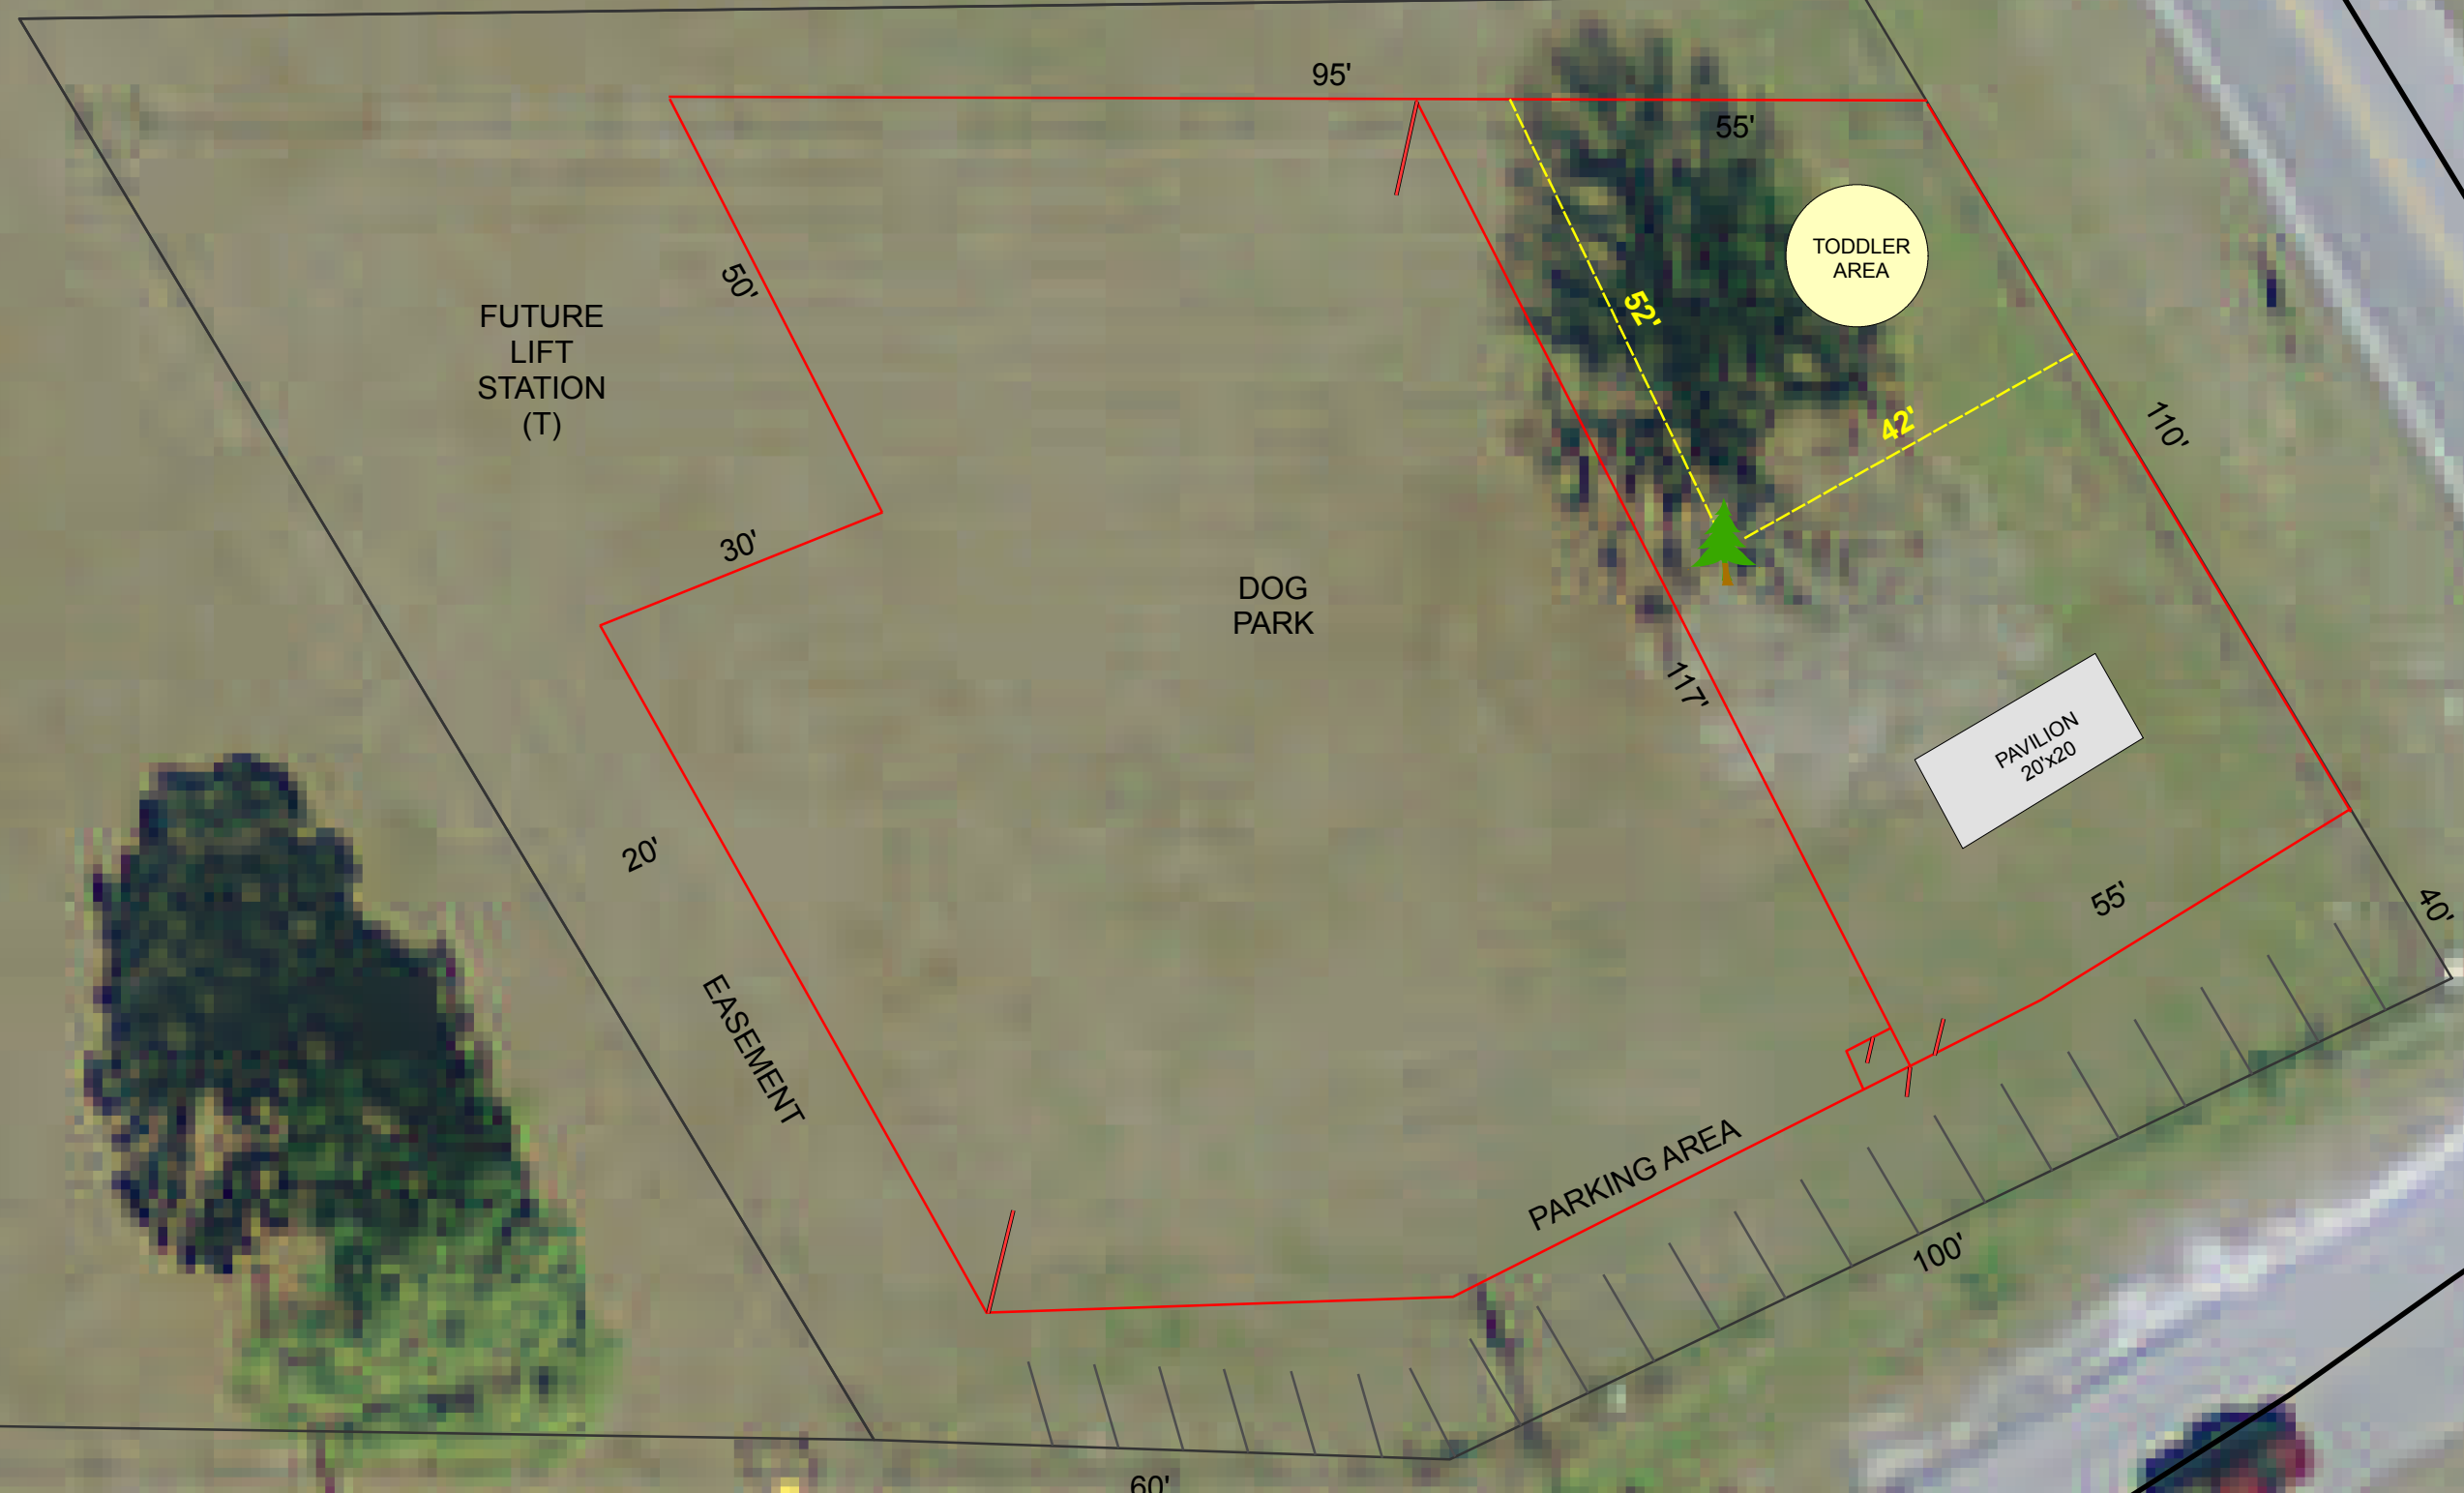 95'
55'
TODDLER
AREA
50'
52'
FUTURE
LIFT
STATION
(T)
42'
110'
30'
DOG
PARK
117'
PAVILION
20'x20
20'
55'
40'
EASEMENT
PARKING AREA
100'
60'